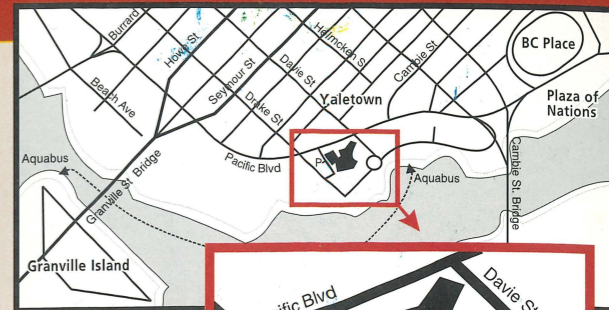 Burrard
Howe St
Helmcken St
Cambie St
BC Place
Beach Ave
Seymour St
Davie St
Drake St
Yaletown
Plaza of
Nations
Aquabus
Granville St Bridge
Pacific Blvd
P
Aquabus
Cambie St. Bridge
Granville Island
ific Blvd
Davie St